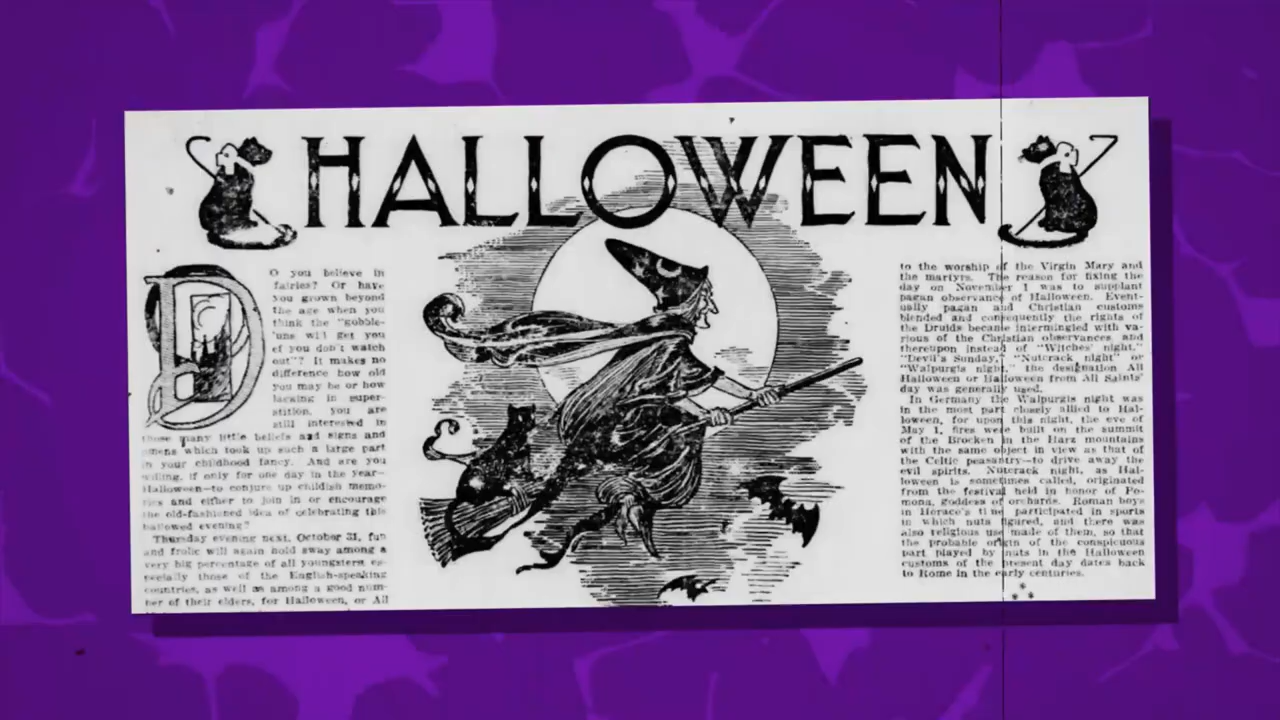 HALLOWEEN
DO you believe in
fairies? Or have
you grown beyond
the age when you
think the "gobble-
'uns will get you
ef you don't watch
out"? It makes no
difference how old
you may be or how
lacking in super-
stition, you are
still interested in
those many little beliefs and signs and
omens which took up such a large part
in your childhood fancy. And are you
willing, if only for one day in the year—
Halloween—to conjure up childish memo-
ries and either to join in or encourage
the old-fashioned idea of celebrating this
hallowed evening?
Thursday evening next, October 31, fun
and frolic will again hold sway among a
very big percentage of all youngsters es-
pecially those of the English-speaking
countries, as well as among a good num-
ber of their elders, for Halloween, or All
to the worship of the Virgin Mary and
the martyrs. The reason for fixing the
day on November 1 was to supplant
pagan observance of Halloween. Event-
ually pagan and Christian customs
blended and consequently the rights of
the Druids became intermingled with va-
rious of the Christian observances, and
thereupon instead of "Witches' night,"
"Devil's Sunday," "Nutcrack night" or
"Walpurgis night," the designation All
Halloween or Halloween from All Saints'
day was generally used.
In Germany the Walpurgis night was
in the most part closely allied to Hal-
loween, for upon this night, the eve of
May 1, fires were built on the summit
of the Brocken in the Harz mountains
with the same object in view as that of
the Celtic peasantry—to drive away the
evil spirits. Nutcrack night, as Hal-
loween is sometimes called, originated
from the festival held in honor of Po-
mona, goddess of orchards. Roman boys
in Horace's time participated in sports
in which nuts figured, and there was
also religious use made of them, so that
the probable origin of the conspicuous
part played by nuts in the Halloween
customs of the present day dates back
to Rome in the early centuries.